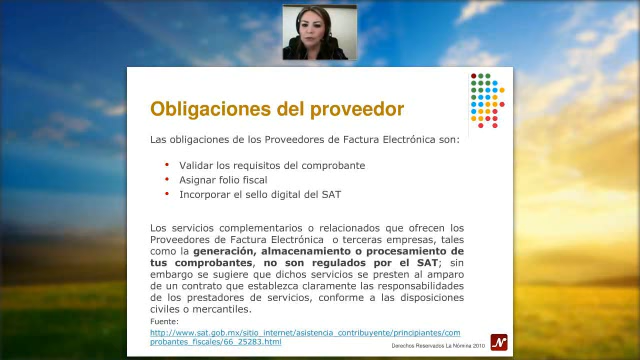 Obligaciones del proveedor
Las obligaciones de los Proveedores de Factura Electrónica son:
• Validar los requisitos del comprobante
• Asignar folio fiscal
• Incorporar el sello digital del SAT
Los servicios complementarios o relacionados que ofrecen los
Proveedores de Factura Electrónica o terceras empresas, tales
como la generación, almacenamiento o procesamiento de
tus comprobantes, no son regulados por el SAT; sin
embargo se sugiere que dichos servicios se presten al amparo
de un contrato que establezca claramente las responsabilidades
de los prestadores de servicios, conforme a las disposiciones
civiles o mercantiles.
Fuente:
http://www.sat.gob.mx/sitio_internet/asistencia_contribuyente/principiantes/com
probantes_fiscales/66_25283.html
Derechos Reservados La Nómina 2010
N